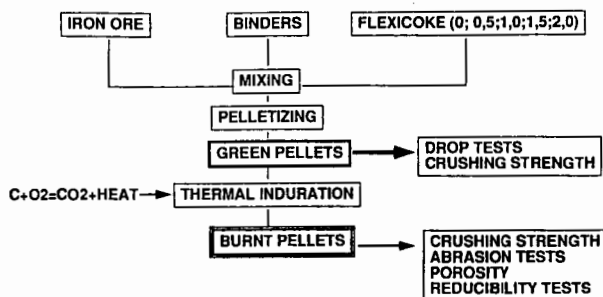 IRON ORE
BINDERS
FLEXICOKE (0; 0,5;1,0;1,5;2,0)
MIXING
PELLETIZING
GREEN PELLETS
DROP TESTS
CRUSHING STRENGTH
C+O2=CO2+HEAT
THERMAL INDURATION
BURNT PELLETS
CRUSHING STRENGTH
ABRASION TESTS
POROSITY
REDUCIBILITY TESTS